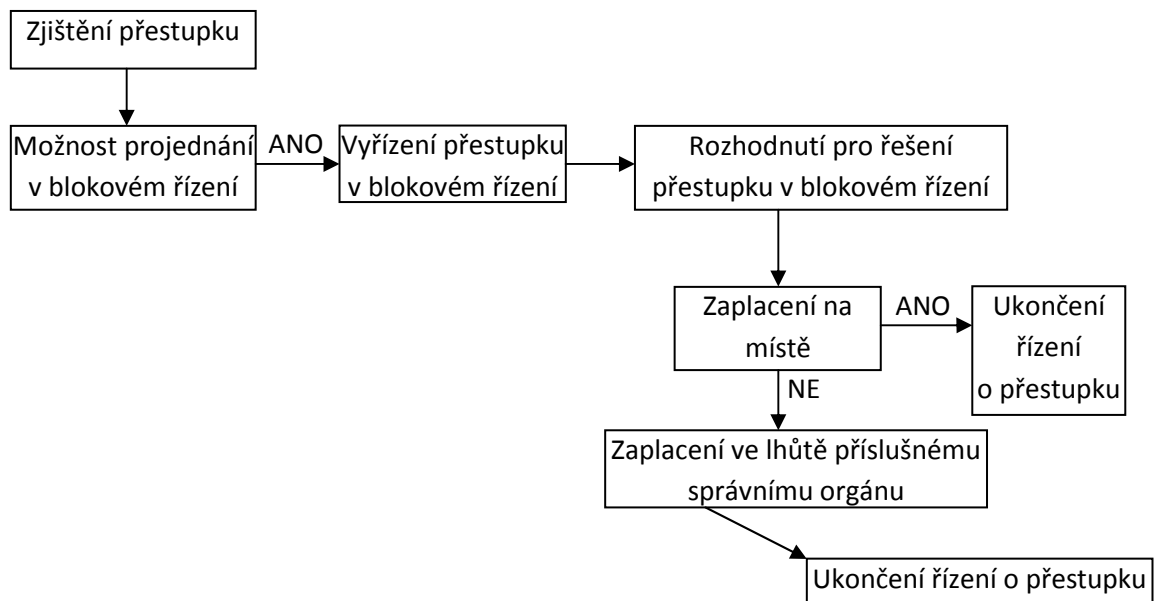 Zjištění přestupku
Možnost projednání
v blokovém řízení
ANO
Vyřízení přestupku
v blokovém řízení
Rozhodnutí pro řešení
přestupku v blokovém řízení
Zaplacení na
místě
ANO
Ukončení
řízení
o přestupku
NE
Zaplacení ve lhůtě příslušnému
správnímu orgánu
Ukončení řízení o přestupku